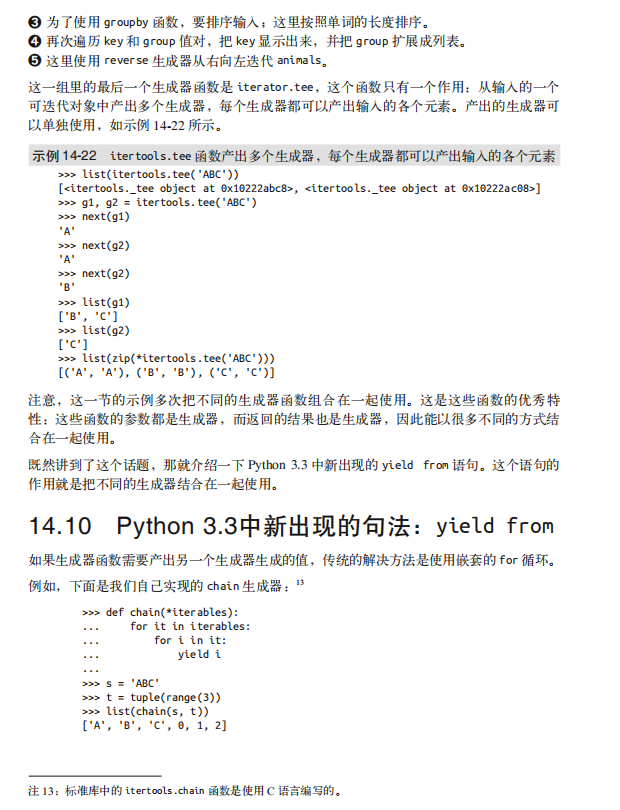 ❸ 为了使用 groupby 函数，要排序输入；这里按照单词的长度排序。
❹ 再次遍历 key 和 group 值对，把 key 显示出来，并把 group 扩展成列表。
❺ 这里使用 reverse 生成器从右向左迭代 animals。
这一组里的最后一个生成器函数是 iterator.tee，这个函数只有一个作用：从输入的一个
可迭代对象中产出多个生成器，每个生成器都可以产出输入的各个元素。产出的生成器可
以单独使用，如示例 14-22 所示。
示例 14-22 itertools.tee 函数产出多个生成器，每个生成器都可以产出输入的各个元素
>>> list(itertools.tee('ABC'))
[<itertools._tee object at 0x10222abc8>, <itertools._tee object at 0x10222ac08>]
>>> g1, g2 = itertools.tee('ABC')
>>> next(g1)
'A'
>>> next(g2)
'A'
>>> next(g2)
'B'
>>> list(g1)
['B', 'C']
>>> list(g2)
['C']
>>> list(zip(*itertools.tee('ABC')))
[('A', 'A'), ('B', 'B'), ('C', 'C')]
注意，这一节的示例多次把不同的生成器函数组合在一起使用。这是这些函数的优秀特
性：这些函数的参数都是生成器，而返回的结果也是生成器，因此能以很多不同的方式结
合在一起使用。
既然讲到了这个话题，那就介绍一下 Python 3.3 中新出现的 yield from 语句。这个语句的
作用就是把不同的生成器结合在一起使用。
14.10 Python 3.3中新出现的句法：yield from
如果生成器函数需要产出另一个生成器生成的值，传统的解决方法是使用嵌套的 for 循环。
例如，下面是我们自己实现的 chain 生成器：13
>>> def chain(*iterables):
...     for it in iterables:
...         for i in it:
...             yield i
...
>>> s = 'ABC'
>>> t = tuple(range(3))
>>> list(chain(s, t))
['A', 'B', 'C', 0, 1, 2]
注 13：标准库中的 itertools.chain 函数是使用 C 语言编写的。